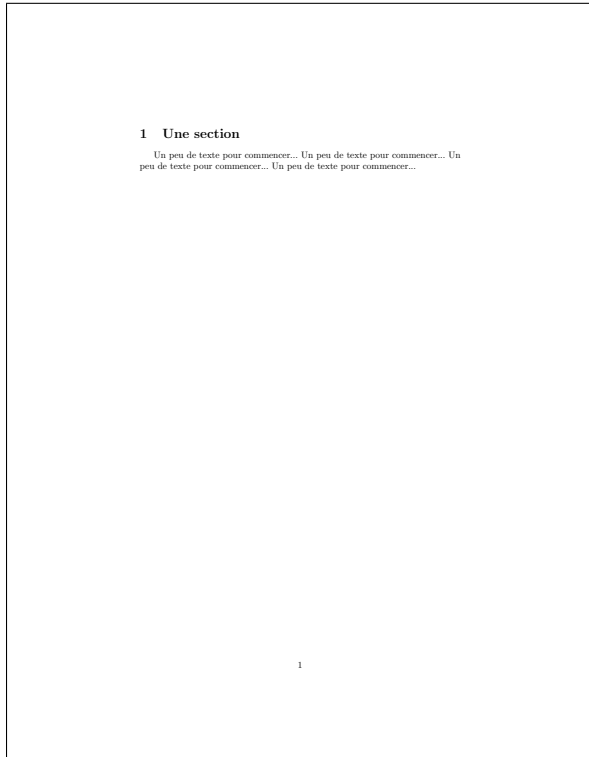 1 Une section
Un peu de texte pour commencer... Un peu de texte pour commencer... Un
peu de texte pour commencer... Un peu de texte pour commencer...
1